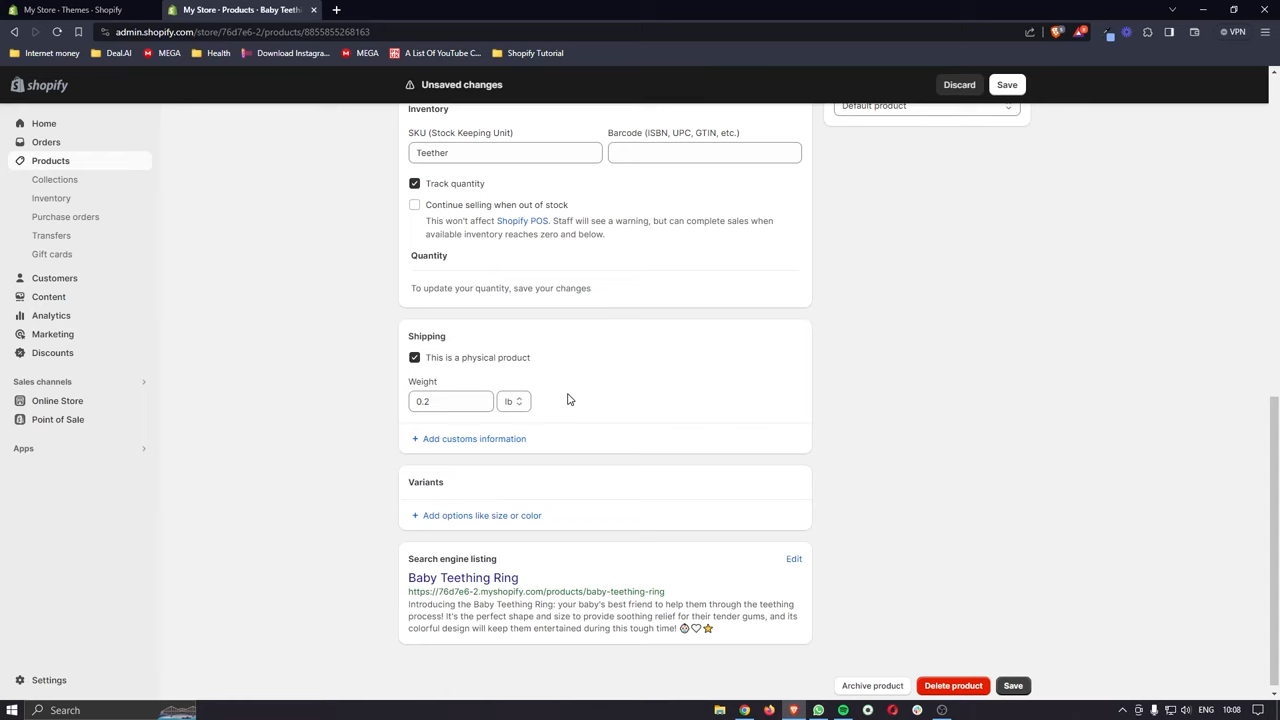 My Store - Themes · Shopify
My Store · Products · Baby Teeth
admin.shopify.com/store/76d7e6-2/products/8855855268163
VPN
Internet money
Deal.AI
MEGA
Health
Download Instagra...
MEGA
A List Of YouTube C...
Shopify Tutorial
shopify
Unsaved changes
Discard
Save
Home
Orders
Products
Collections
Inventory
Purchase orders
Transfers
Gift cards
Customers
Content
Analytics
Marketing
Discounts
Sales channels
Online Store
Point of Sale
Apps
Settings
Default product
Inventory
SKU (Stock Keeping Unit)
Barcode (ISBN, UPC, GTIN, etc.)
Teether
Track quantity
Continue selling when out of stock
This won't affect Shopify POS. Staff will see a warning, but can complete sales when
available inventory reaches zero and below.
Quantity
To update your quantity, save your changes
Shipping
This is a physical product
Weight
0.2
lb
+ Add customs information
Variants
+ Add options like size or color
Search engine listing
Edit
Baby Teething Ring
https://76d7e6-2.myshopify.com/products/baby-teething-ring
Introducing the Baby Teething Ring: your baby's best friend to help them through the teething
process! It's the perfect shape and size to provide soothing relief for their tender gums, and its
colorful design will keep them entertained during this tough time! 👶🤍⭐
Archive product
Delete product
Save
Search
ENG
10:08